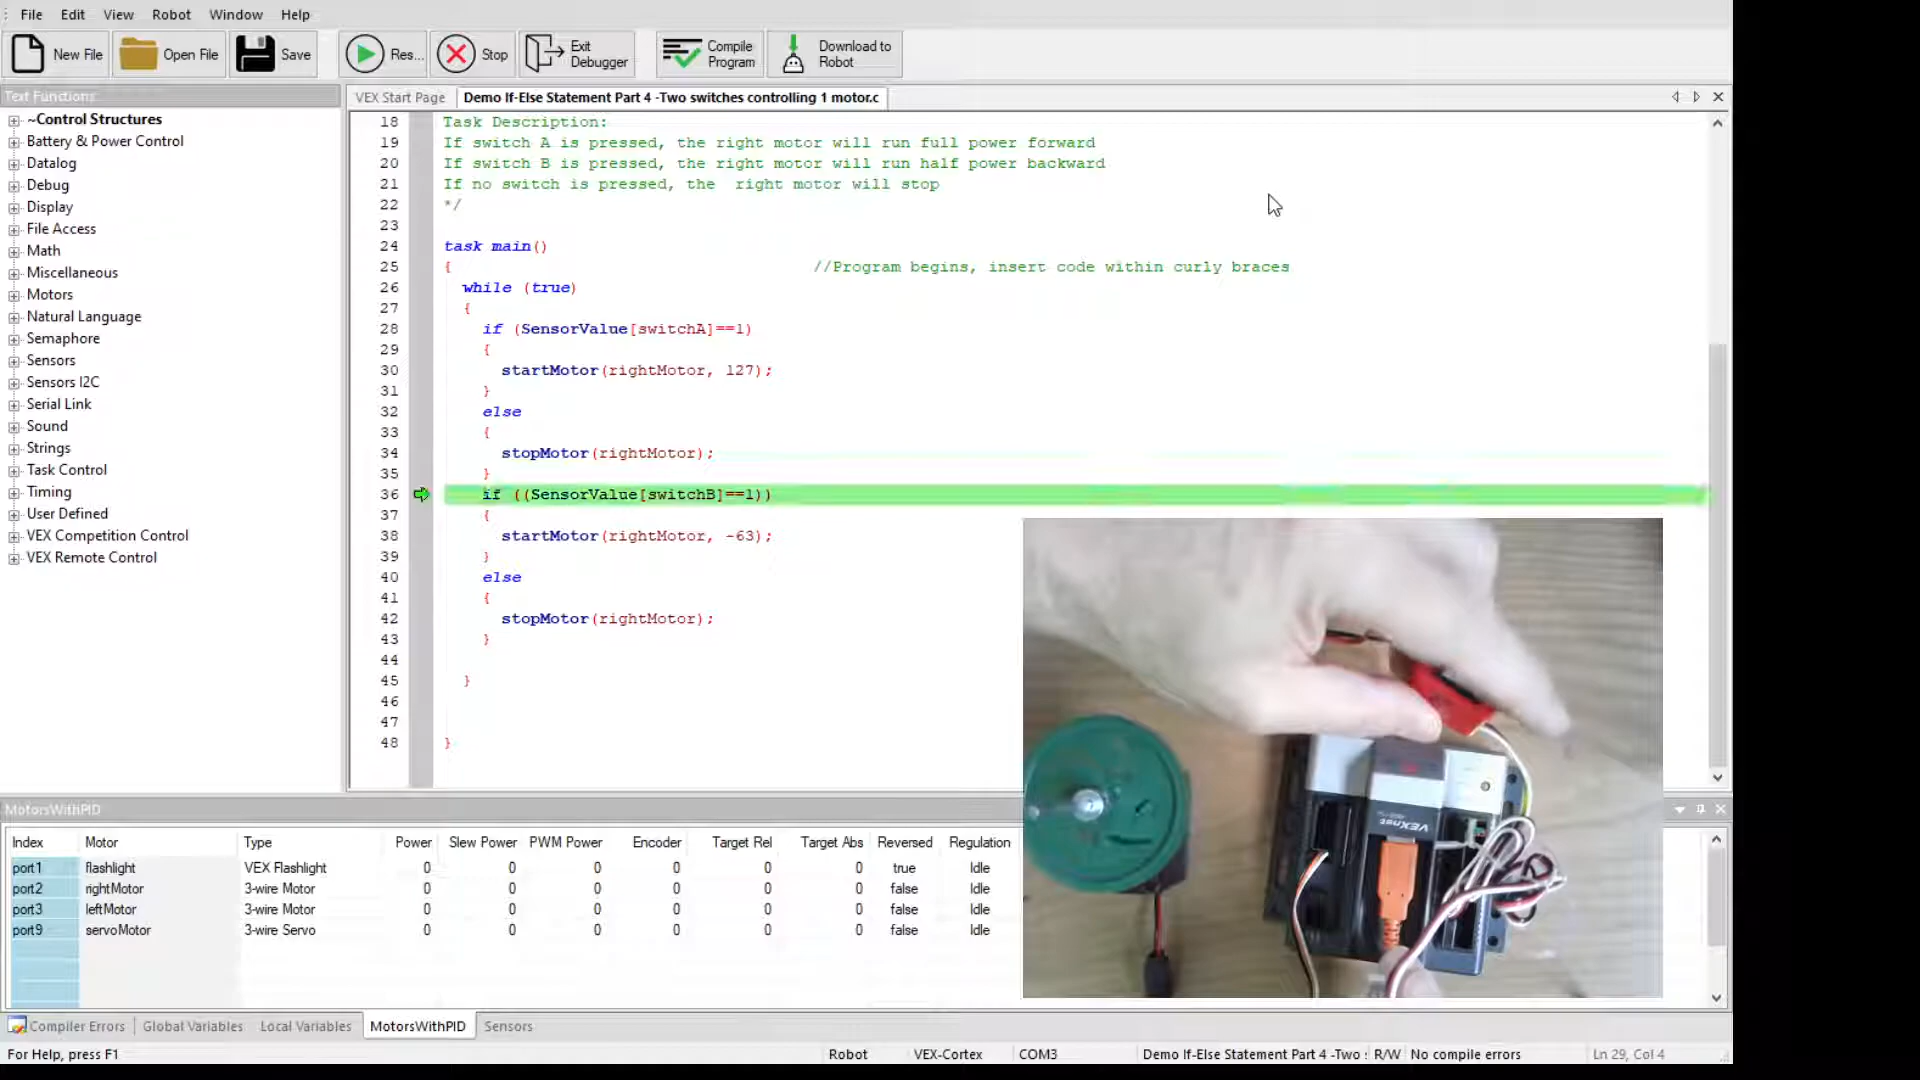 File Edit View Robot Window Help
New File Open File Save Res... Stop Exit Debugger Compile Program Download to Robot
Text Functions
~Control Structures
Battery & Power Control
Datalog
Debug
Display
File Access
Math
Miscellaneous
Motors
Natural Language
Semaphore
Sensors
Sensors I2C
Serial Link
Sound
Strings
Task Control
Timing
User Defined
VEX Competition Control
VEX Remote Control
VEX Start Page Demo If-Else Statement Part 4 -Two switches controlling 1 motor.c
18 Task Description:
19 If switch A is pressed, the right motor will run full power forward
20 If switch B is pressed, the right motor will run half power backward
21 If no switch is pressed, the  right motor will stop
22 */
23
24 task main()
25 { //Program begins, insert code within curly braces
26 while (true)
27 {
28 if (SensorValue[switchA]==1)
29 {
30 startMotor(rightMotor, 127);
31 }
32 else
33 {
34 stopMotor(rightMotor);
35 }
36 if ((SensorValue[switchB]==1))
37 {
38 startMotor(rightMotor, -63);
39 }
40 else
41 {
42 stopMotor(rightMotor);
43 }
44
45 }
46
47
48 }
MotorsWithPID
Index Motor Type Power Slew Power PWM Power Encoder Target Rel Target Abs Reversed Regulation
port1 flashlight VEX Flashlight 0 0 0 0 0 0 true Idle
port2 rightMotor 3-wire Motor 0 0 0 0 0 0 false Idle
port3 leftMotor 3-wire Motor 0 0 0 0 0 0 false Idle
port9 servoMotor 3-wire Servo 0 0 0 0 0 0 false Idle
VEXnet
Compiler Errors Global Variables Local Variables MotorsWithPID Sensors
For Help, press F1 Robot VEX-Cortex COM3 Demo If-Else Statement Part 4 -Two : R/W No compile errors Ln 29, Col 4